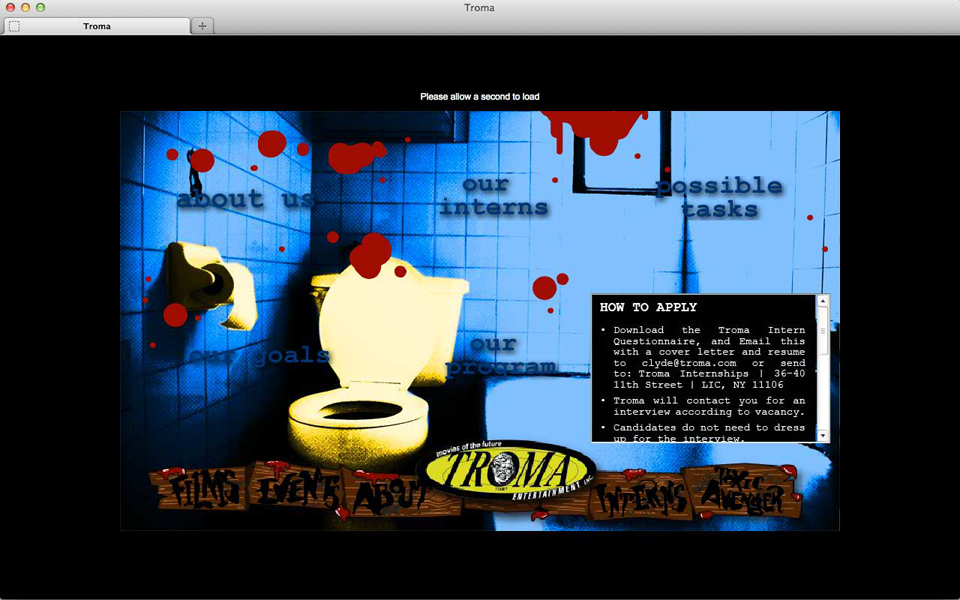 Troma
Troma
Please allow a second to load
about us
our
interns
possible
tasks
our goals
our
program
HOW TO APPLY
• Download the Troma Intern
Questionnaire, and Email this
with a cover letter and resume
to clyde@troma.com or send
to: Troma Internships | 36-40
11th Street | LIC, NY 11106
• Troma will contact you for an
interview according to vacancy.
• Candidates do not need to dress
up for the interview.
movies of the future
TROMA
ENTERTAINMENT INC.
FILMS
EVENTS
ABOUT
INTERNS
TOXIC
AVENGER